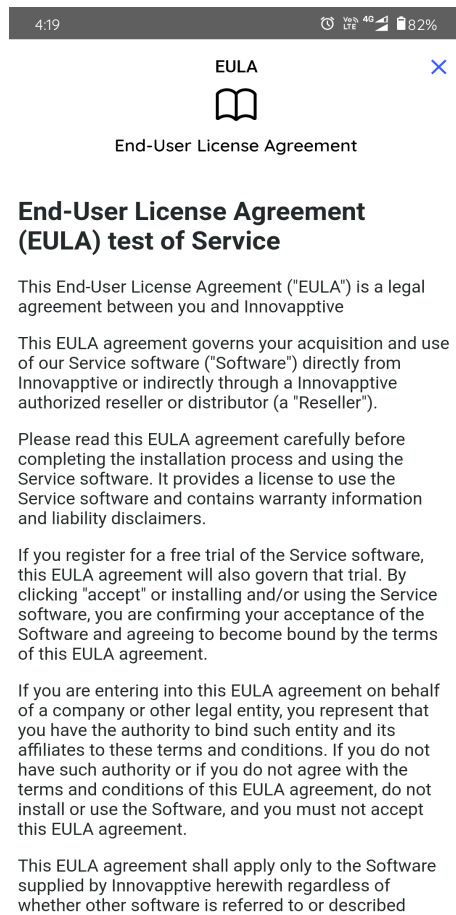 4:19
Vo LTE 4G 82%
EULA
End-User License Agreement
End-User License Agreement
(EULA) test of Service
This End-User License Agreement ("EULA") is a legal
agreement between you and Innovapptive
This EULA agreement governs your acquisition and use
of our Service software ("Software") directly from
Innovapptive or indirectly through a Innovapptive
authorized reseller or distributor (a "Reseller").
Please read this EULA agreement carefully before
completing the installation process and using the
Service software. It provides a license to use the
Service software and contains warranty information
and liability disclaimers.
If you register for a free trial of the Service software,
this EULA agreement will also govern that trial. By
clicking "accept" or installing and/or using the Service
software, you are confirming your acceptance of the
Software and agreeing to become bound by the terms
of this EULA agreement.
If you are entering into this EULA agreement on behalf
of a company or other legal entity, you represent that
you have the authority to bind such entity and its
affiliates to these terms and conditions. If you do not
have such authority or if you do not agree with the
terms and conditions of this EULA agreement, do not
install or use the Software, and you must not accept
this EULA agreement.
This EULA agreement shall apply only to the Software
supplied by Innovapptive herewith regardless of
whether other software is referred to or described